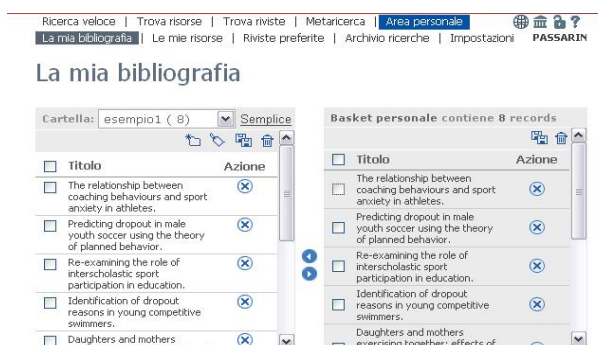 Ricerca veloce | Trova risorse | Trova riviste | Metaricerca | Area personale ?
La mia bibliografia | Le mie risorse | Riviste preferite | Archivio ricerche | Impostazioni PASSARIN
La mia bibliografia
Cartella: esempio1 ( 8) Semplice
Titolo Azione
The relationship between
coaching behaviours and sport
anxiety in athletes.
Predicting dropout in male
youth soccer using the theory
of planned behavior.
Re-examining the role of
interscholastic sport
participation in education.
Identification of dropout
reasons in young competitive
swimmers.
Daughters and mothers
Basket personale contiene 8 records
Titolo Azione
The relationship between
coaching behaviours and sport
anxiety in athletes.
Predicting dropout in male
youth soccer using the theory
of planned behavior.
Re-examining the role of
interscholastic sport
participation in education.
Identification of dropout
reasons in young competitive
swimmers.
Daughters and mothers
exercising together: effects of